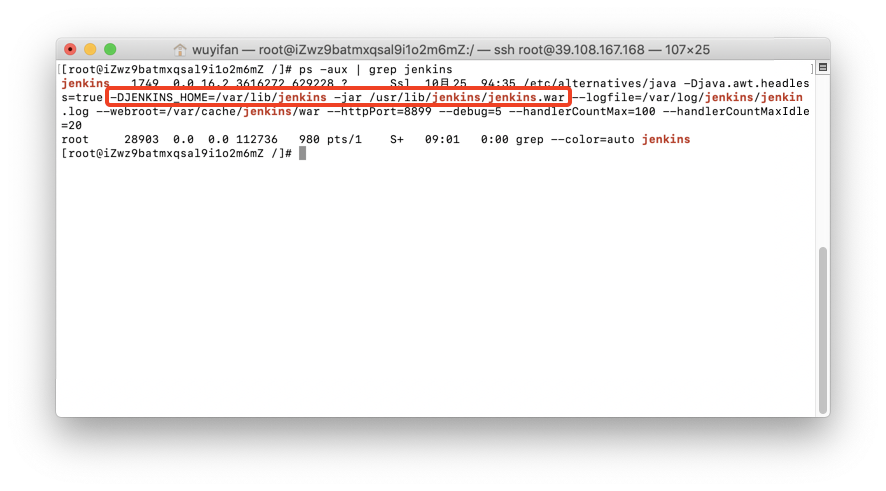 wuyifan — root@iZwz9batmxqsal9i1o2m6mZ:/ — ssh root@39.108.167.168 — 107×25
[[root@iZwz9batmxqsal9i1o2m6mZ /]# ps -aux | grep jenkins ]
jenkins   1749  0.0 16.2 3616272 629228 ?      Ssl  10月25  94:35 /etc/alternatives/java -Djava.awt.headles
s=true -DJENKINS_HOME=/var/lib/jenkins -jar /usr/lib/jenkins/jenkins.war --logfile=/var/log/jenkins/jenkin
.log --webroot=/var/cache/jenkins/war --httpPort=8899 --debug=5 --handlerCountMax=100 --handlerCountMaxIdle
=20
root     28903  0.0  0.0 112736   980 pts/1    S+   09:01   0:00 grep --color=auto jenkins
[root@iZwz9batmxqsal9i1o2m6mZ /]#